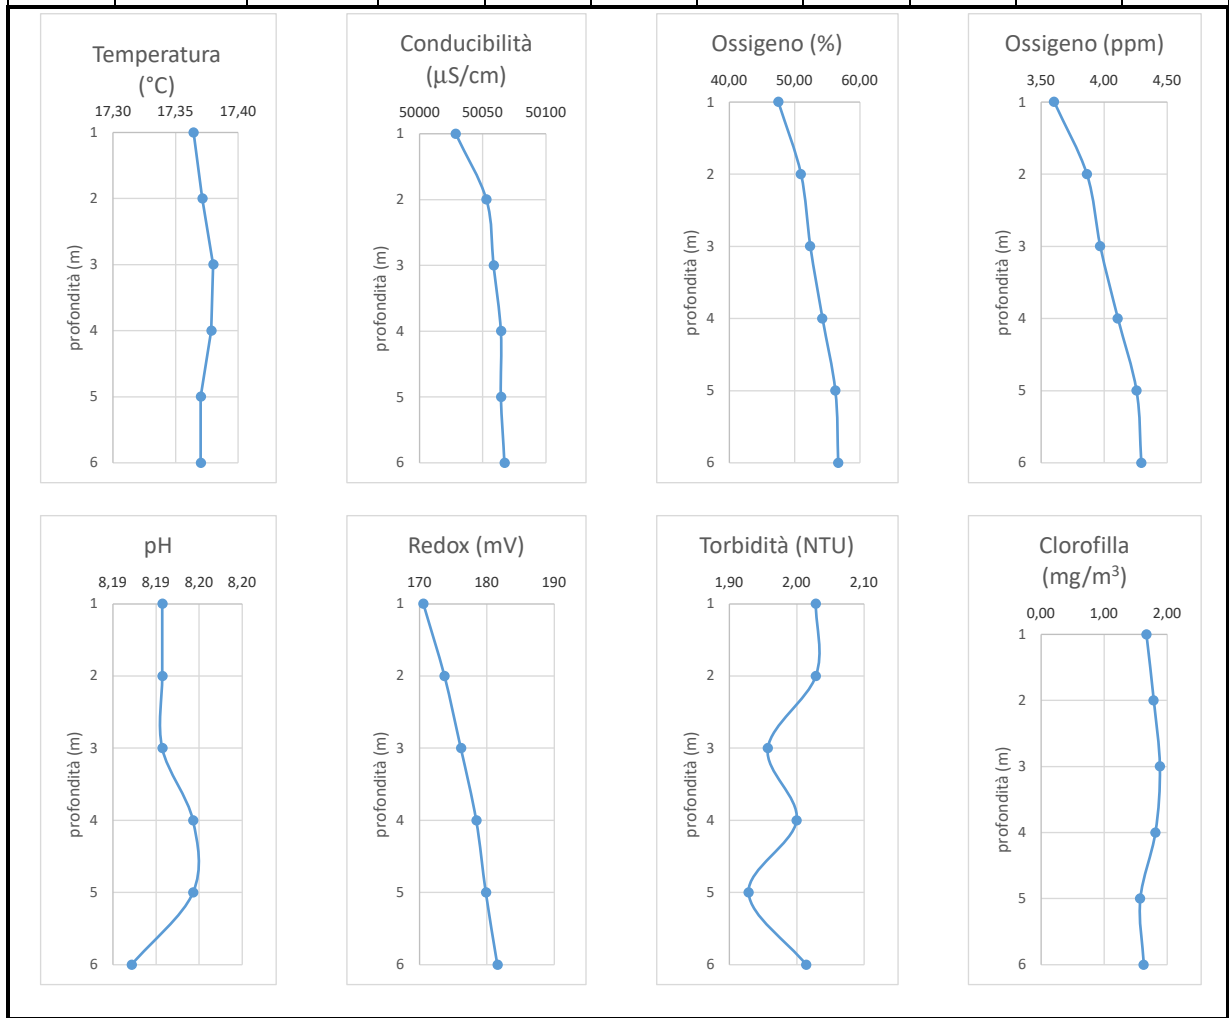 Temperatura
(°C)
17,30 17,35 17,40
1
2
3
4
5
6
profondità (m)
Conducibilità
(µS/cm)
50000 50050 50100
1
2
3
4
5
6
profondità (m)
Ossigeno (%)
40,00 50,00 60,00
1
2
3
4
5
6
profondità (m)
Ossigeno (ppm)
3,50 4,00 4,50
1
2
3
4
5
6
profondità (m)
pH
8,19 8,19 8,20 8,20
1
2
3
4
5
6
profondità (m)
Redox (mV)
170 180 190
1
2
3
4
5
6
profondità (m)
Torbidità (NTU)
1,90 2,00 2,10
1
2
3
4
5
6
profondità (m)
Clorofilla
(mg/m³)
0,00 1,00 2,00
1
2
3
4
5
6
profondità (m)